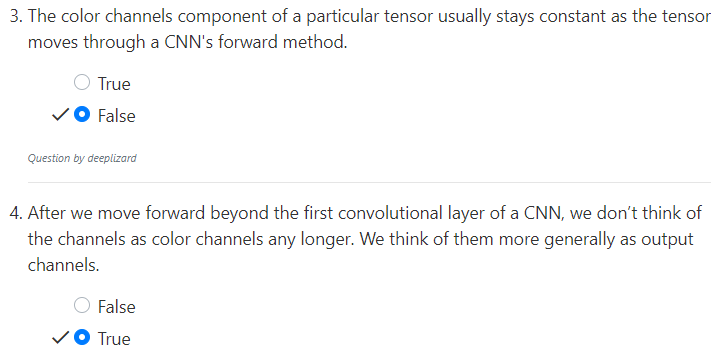 3. The color channels component of a particular tensor usually stays constant as the tensor
moves through a CNN's forward method.
True
False
Question by deeplizard
4. After we move forward beyond the first convolutional layer of a CNN, we don’t think of
the channels as color channels any longer. We think of them more generally as output
channels.
False
True